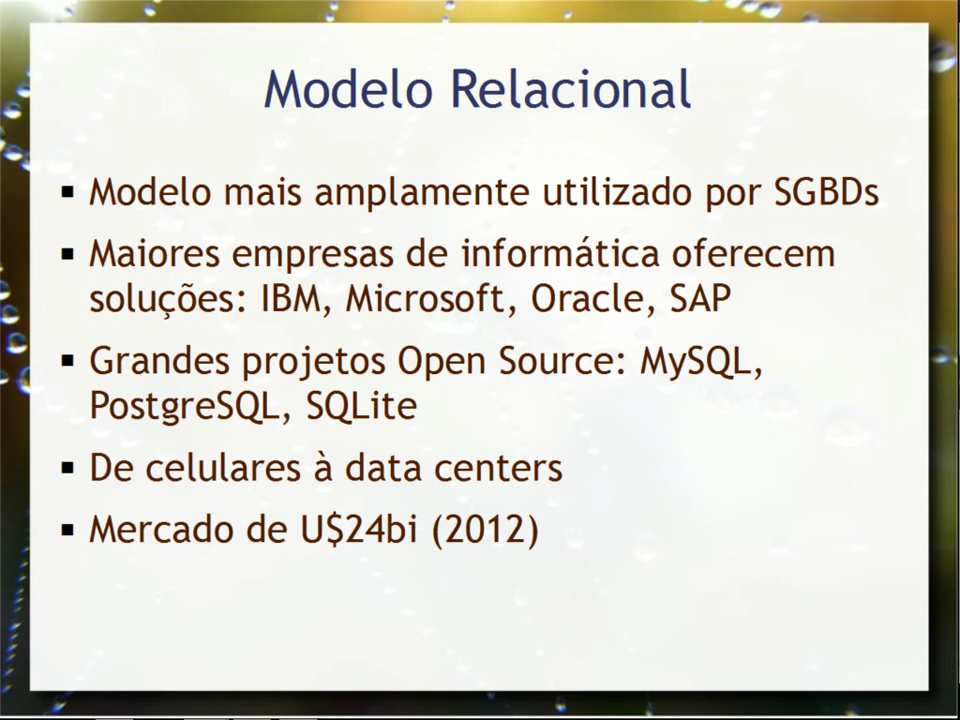 Modelo Relacional
▪ Modelo mais amplamente utilizado por SGBDs
▪ Maiores empresas de informática oferecem
soluções: IBM, Microsoft, Oracle, SAP
▪ Grandes projetos Open Source: MySQL,
PostgreSQL, SQLite
▪ De celulares à data centers
▪ Mercado de U$24bi (2012)